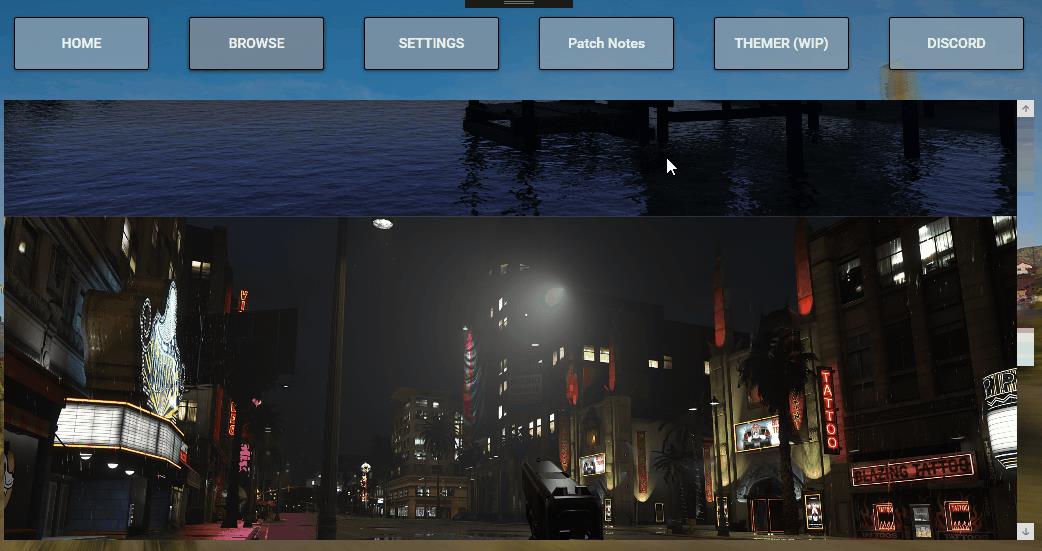 HOME
BROWSE
SETTINGS
Patch Notes
THEMER (WIP)
DISCORD
TATTOO
BLAZING TATTOO